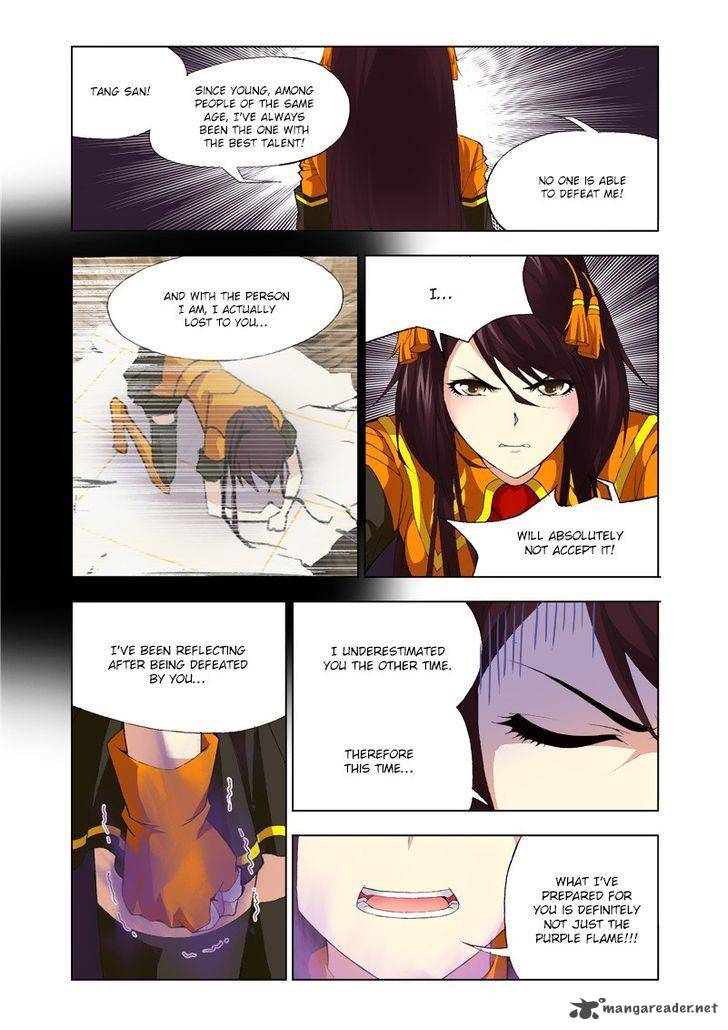 TANG SAN!
SINCE YOUNG, AMONG
PEOPLE OF THE SAME
AGE, I'VE ALWAYS
BEEN THE ONE WITH
THE BEST TALENT!
NO ONE IS ABLE
TO DEFEAT ME!
AND WITH THE PERSON
I AM, I ACTUALLY
LOST TO YOU...
I...
WILL ABSOLUTELY
NOT ACCEPT IT!
I'VE BEEN REFLECTING
AFTER BEING DEFEATED
BY YOU...
I UNDERESTIMATED
YOU THE OTHER TIME.
THEREFORE
THIS TIME...
WHAT I'VE
PREPARED FOR
YOU IS DEFINITELY
NOT JUST THE
PURPLE FLAME!!!
mangareader.net